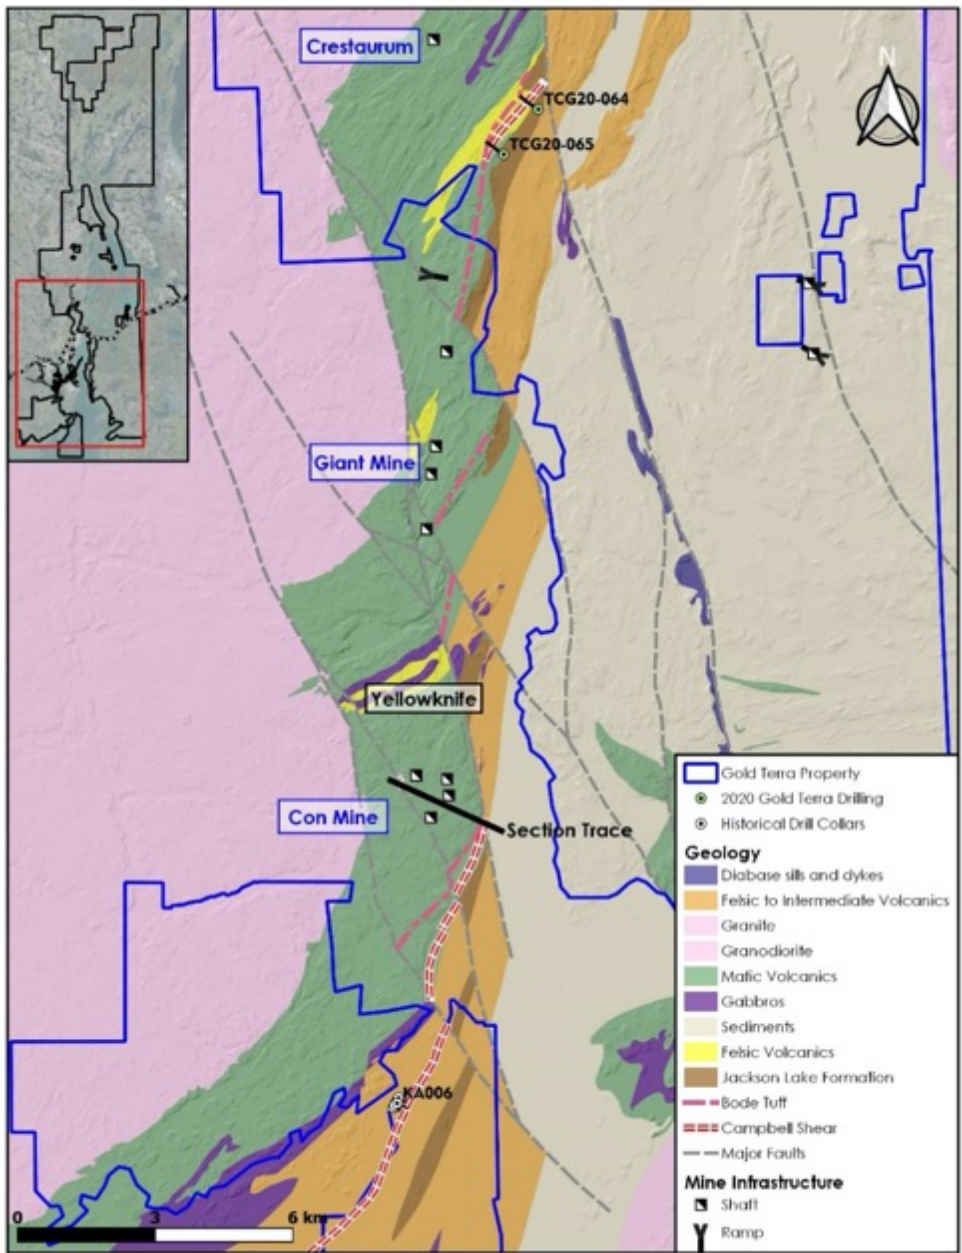 Crestaurum
N
TCG20-064
TCG20-065
Giant Mine
Yellowknife
Con Mine
Section Trace
KA006
0 3 6 km
Gold Terra Property
2020 Gold Terra Drilling
Historical Drill Collars
Geology
Diabase sills and dykes
Felsic to Intermediate Volcanics
Granite
Granodiorite
Mafic Volcanics
Gabbros
Sediments
Felsic Volcanics
Jackson Lake Formation
Bode Tuff
Campbell Shear
Major Faults
Mine Infrastructure
Shaft
Ramp